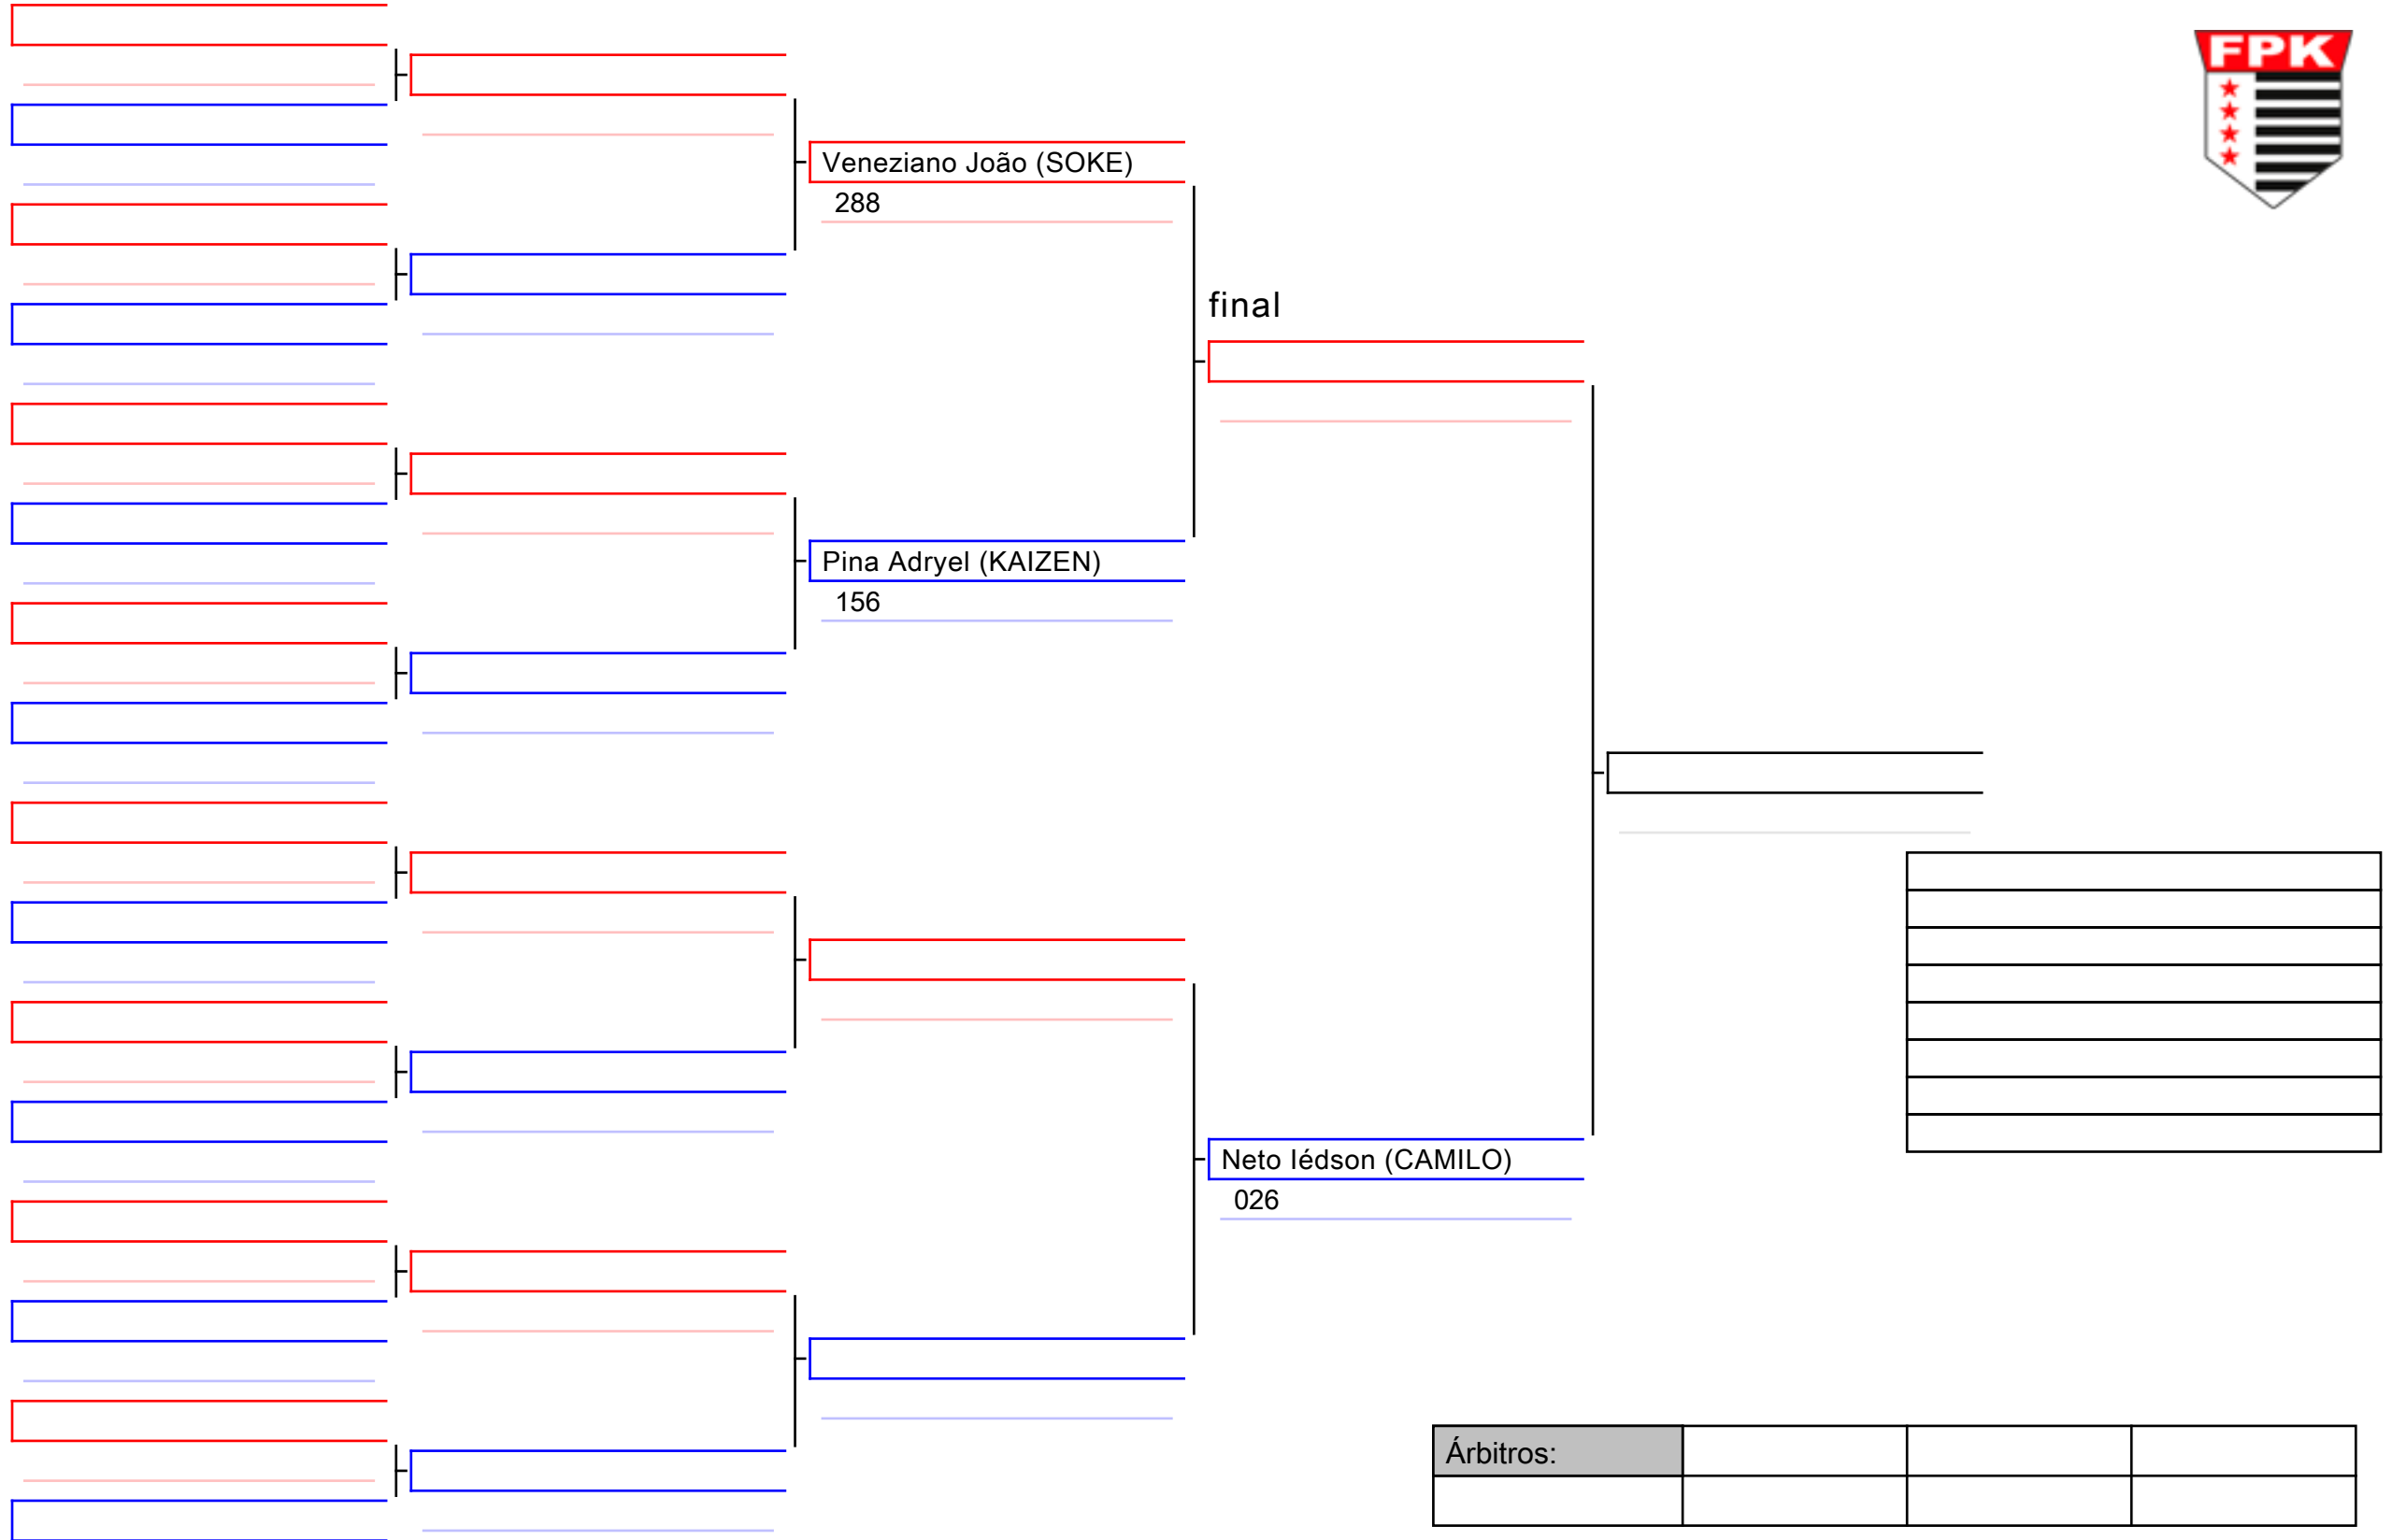 FPK
Veneziano João (SOKE)
288
final
Pina Adryel (KAIZEN)
156
Neto Iédson (CAMILO)
026
Árbitros: